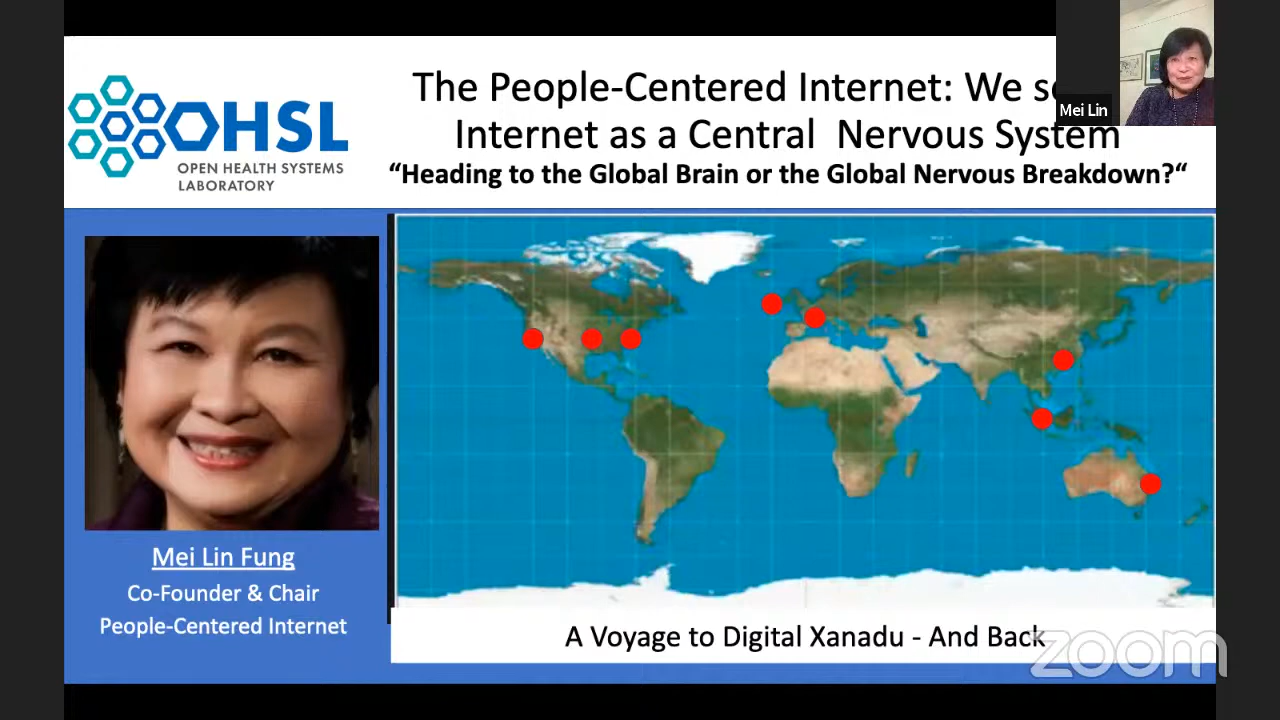 OHSL
OPEN HEALTH SYSTEMS
LABORATORY
The People-Centered Internet: We s
Internet as a Central Nervous System
“Heading to the Global Brain or the Global Nervous Breakdown?“
Mei Lin
Mei Lin Fung
Co-Founder & Chair
People-Centered Internet
A Voyage to Digital Xanadu - And Back
zoom